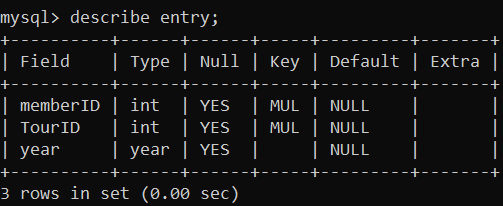 mysql> describe entry;
+----------+------+------+-----+---------+-------+
| Field    | Type | Null | Key | Default | Extra |
+----------+------+------+-----+---------+-------+
| memberID | int  | YES  | MUL | NULL    |       |
| TourID   | int  | YES  | MUL | NULL    |       |
| year     | year | YES  |     | NULL    |       |
+----------+------+------+-----+---------+-------+
3 rows in set (0.00 sec)